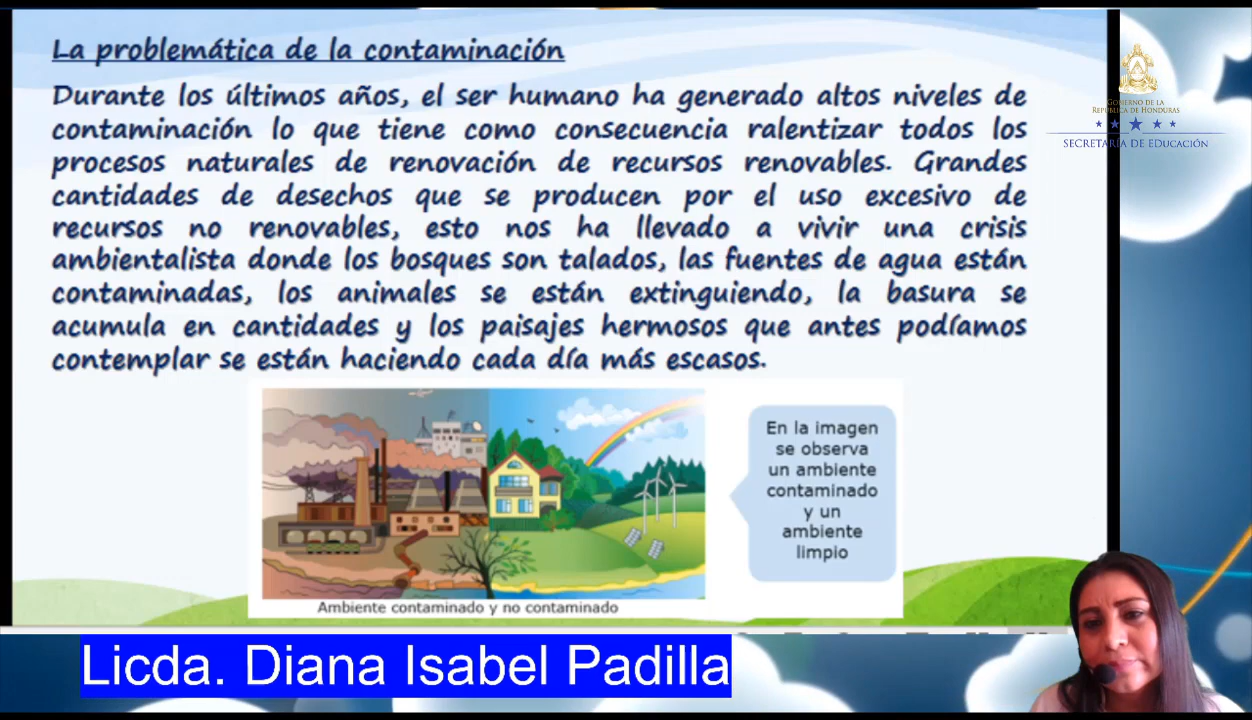 La problemática de la contaminación
Durante los últimos años, el ser humano ha generado altos niveles de
contaminación lo que tiene como consecuencia ralentizar todos los
procesos naturales de renovación de recursos renovables. Grandes
cantidades de desechos que se producen por el uso excesivo de
recursos no renovables, esto nos ha llevado a vivir una crisis
ambientalista donde los bosques son talados, las fuentes de agua están
contaminadas, los animales se están extinguiendo, la basura se
acumula en cantidades y los paisajes hermosos que antes podíamos
contemplar se están haciendo cada día más escasos.
GOBIERNO DE LA
REPÚBLICA DE HONDURAS
SECRETARÍA DE EDUCACIÓN
En la imagen
se observa
un ambiente
contaminado
y un
ambiente
limpio
Ambiente contaminado y no contaminado
Licda. Diana Isabel Padilla